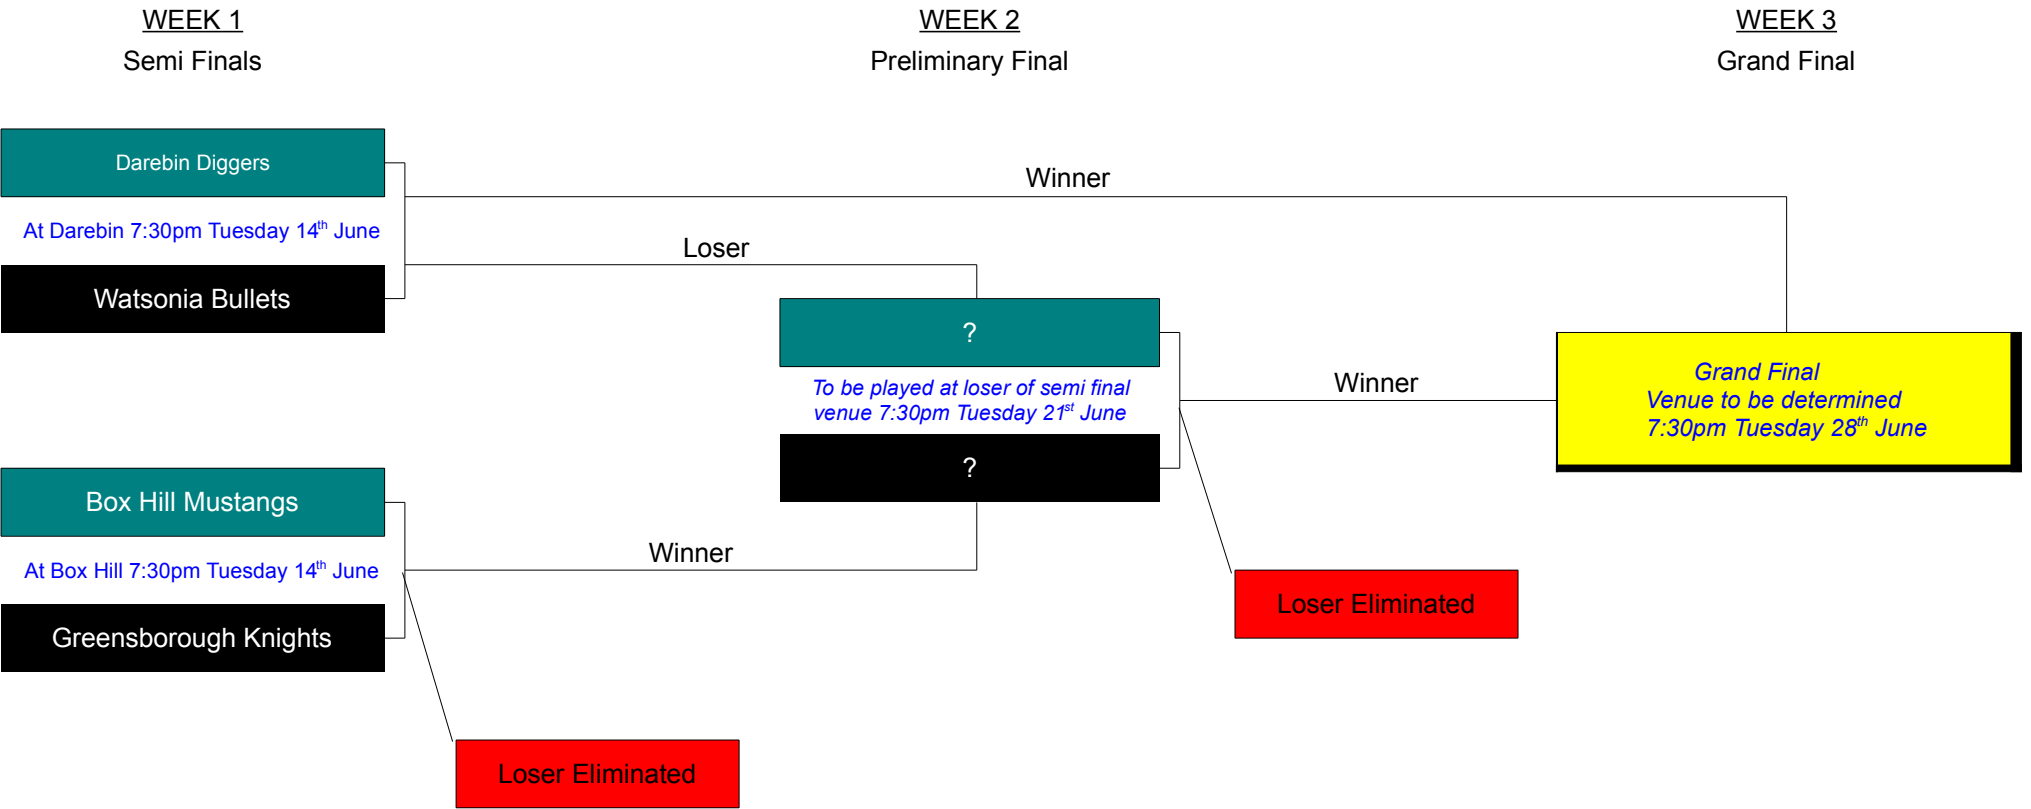 WEEK 1
WEEK 2
WEEK 3
Semi Finals
Preliminary Final
Grand Final
Darebin Diggers
Winner
At Darebin 7:30pm Tuesday 14th June
Loser
Watsonia Bullets
?
To be played at loser of semi final
venue 7:30pm Tuesday 21st June
Winner
Grand Final
Venue to be determined
7:30pm Tuesday 28th June
?
Box Hill Mustangs
At Box Hill 7:30pm Tuesday 14th June
Winner
Greensborough Knights
Loser Eliminated
Loser Eliminated